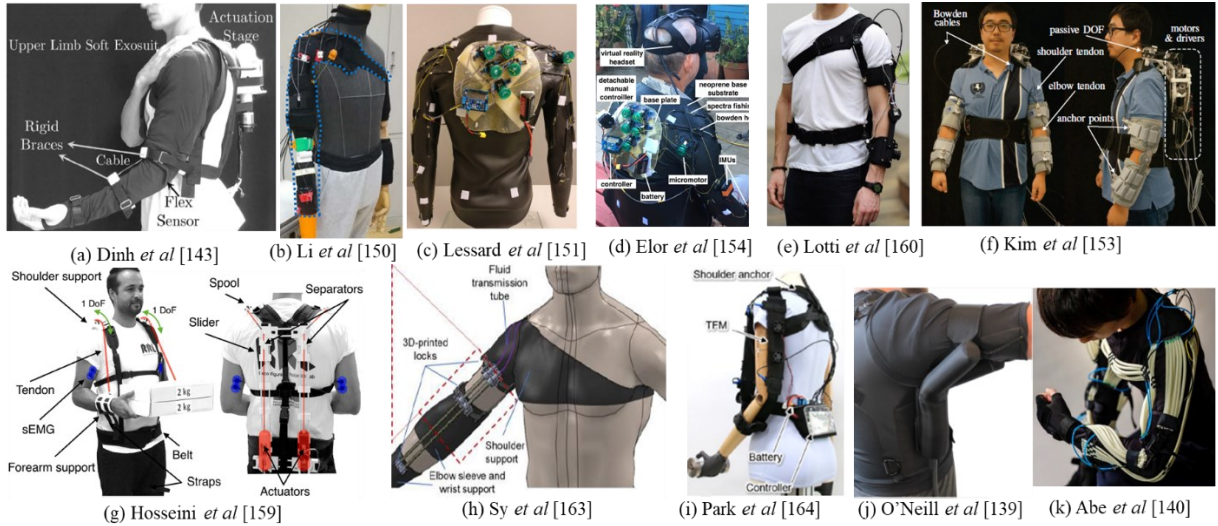 Upper Limb Soft Exosuit
Actuation
Stage
Rigid
Braces
Cable
Flex
Sensor
(a) Dinh et al [143]
(b) Li et al [150]
(c) Lessard et al [151]
virtual reality
headset
detachable
manual controller
base plate
neoprene base
substrate
spectra fishing
bowden
IMUs
micromotor
controller
battery
(d) Elor et al [154]
(e) Lotti et al [160]
Bowden
cables
passive DOF
shoulder tendon
elbow tendon
anchor points
motors
& drivers
(f) Kim et al [153]
Shoulder support
1 DoF
1 DoF
Tendon
sEMG
Forearm support
2 kg
2 kg
Belt
Straps
Spool
Separators
Slider
Actuators
(g) Hosseini et al [159]
Fluid
transmission
tube
3D-printed
locks
Shoulder
support
Elbow sleeve and
wrist support
(h) Sy et al [163]
Shoulder anchor
TEM
Battery
Controller
(i) Park et al [164]
(j) O'Neill et al [139]
(k) Abe et al [140]